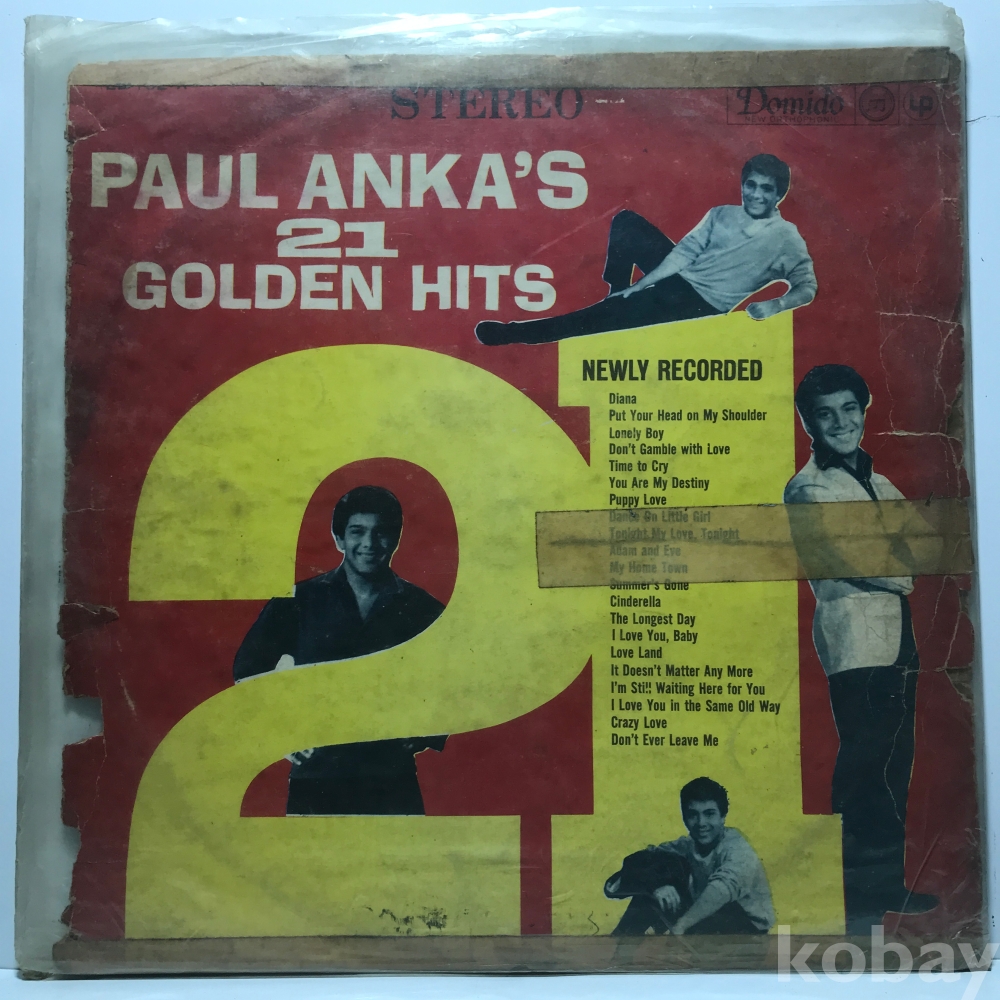 STEREO
Domido
LP
PAUL ANKA'S
21
GOLDEN HITS
21
NEWLY RECORDED
Diana
Put Your Head on My Shoulder
Lonely Boy
Don't Gamble with Love
Time to Cry
You Are My Destiny
Puppy Love
Dance On Little Girl
Tonight My Love, Tonight
Adam and Eve
My Home Town
Summer's Gone
Cinderella
The Longest Day
I Love You, Baby
Love Land
It Doesn't Matter Any More
I'm Still Waiting Here for You
I Love You in the Same Old Way
Crazy Love
Don't Ever Leave Me
kobay